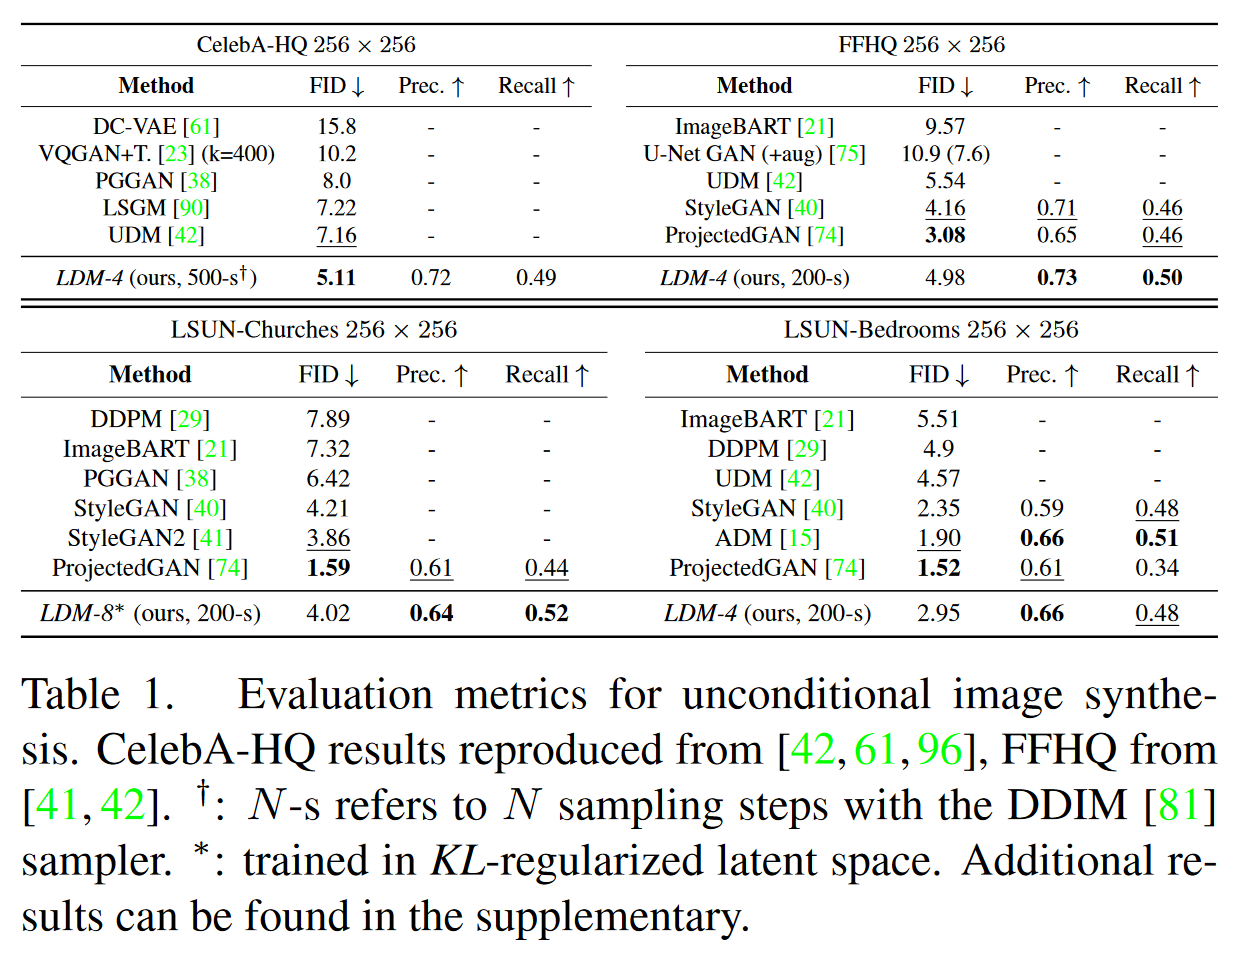 CelebA-HQ 256 × 256
Method FID ↓ Prec. ↑ Recall ↑
DC-VAE [61] 15.8 - -
VQGAN+T. [23] (k=400) 10.2 - -
PGGAN [38] 8.0 - -
LSGM [90] 7.22 - -
UDM [42] 7.16 - -
LDM-4 (ours, 500-s†) 5.11 0.72 0.49
FFHQ 256 × 256
Method FID ↓ Prec. ↑ Recall ↑
ImageBART [21] 9.57 - -
U-Net GAN (+aug) [75] 10.9 (7.6) - -
UDM [42] 5.54 - -
StyleGAN [40] 4.16 0.71 0.46
ProjectedGAN [74] 3.08 0.65 0.46
LDM-4 (ours, 200-s) 4.98 0.73 0.50
LSUN-Churches 256 × 256
Method FID ↓ Prec. ↑ Recall ↑
DDPM [29] 7.89 - -
ImageBART [21] 7.32 - -
PGGAN [38] 6.42 - -
StyleGAN [40] 4.21 - -
StyleGAN2 [41] 3.86 - -
ProjectedGAN [74] 1.59 0.61 0.44
LDM-8* (ours, 200-s) 4.02 0.64 0.52
LSUN-Bedrooms 256 × 256
Method FID ↓ Prec. ↑ Recall ↑
ImageBART [21] 5.51 - -
DDPM [29] 4.9 - -
UDM [42] 4.57 - -
StyleGAN [40] 2.35 0.59 0.48
ADM [15] 1.90 0.66 0.51
ProjectedGAN [74] 1.52 0.61 0.34
LDM-4 (ours, 200-s) 2.95 0.66 0.48
Table 1. Evaluation metrics for unconditional image synthe-
sis. CelebA-HQ results reproduced from [42, 61, 96], FFHQ from
[41, 42]. †: N-s refers to N sampling steps with the DDIM [81]
sampler. *: trained in KL-regularized latent space. Additional re-
sults can be found in the supplementary.